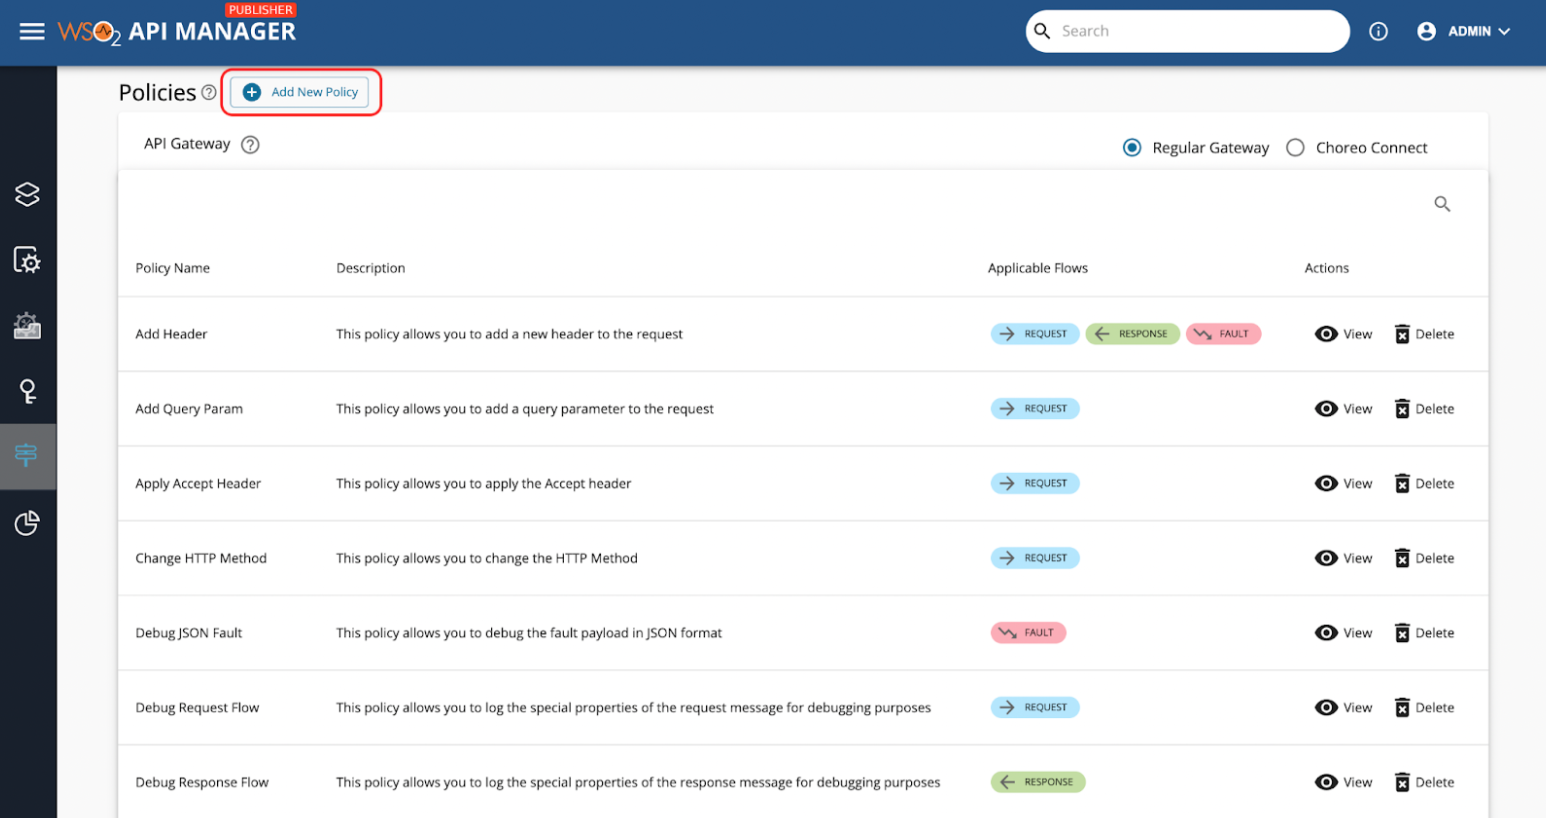 PUBLISHER
WSO2 API MANAGER
Search
ADMIN
Policies
Add New Policy
API Gateway
Regular Gateway
Choreo Connect
Policy Name Description Applicable Flows Actions
Add Header This policy allows you to add a new header to the request REQUEST RESPONSE FAULT View Delete
Add Query Param This policy allows you to add a query parameter to the request REQUEST View Delete
Apply Accept Header This policy allows you to apply the Accept header REQUEST View Delete
Change HTTP Method This policy allows you to change the HTTP Method REQUEST View Delete
Debug JSON Fault This policy allows you to debug the fault payload in JSON format FAULT View Delete
Debug Request Flow This policy allows you to log the special properties of the request message for debugging purposes REQUEST View Delete
Debug Response Flow This policy allows you to log the special properties of the response message for debugging purposes RESPONSE View Delete